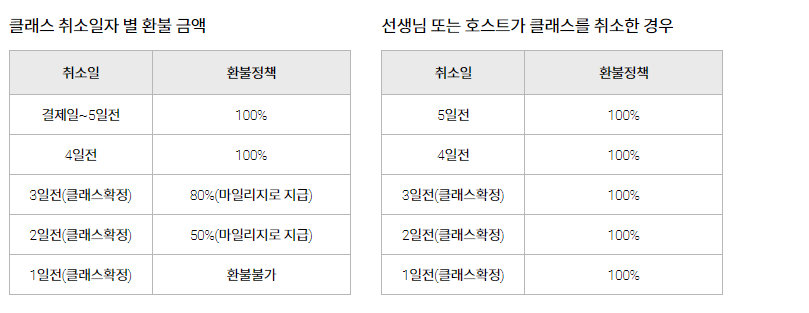 클래스 취소일자 별 환불 금액
취소일 환불정책
결제일~5일전 100%
4일전 100%
3일전(클래스확정) 80%(마일리지로 지급)
2일전(클래스확정) 50%(마일리지로 지급)
1일전(클래스확정) 환불불가
선생님 또는 호스트가 클래스를 취소한 경우
취소일 환불정책
5일전 100%
4일전 100%
3일전(클래스확정) 100%
2일전(클래스확정) 100%
1일전(클래스확정) 100%